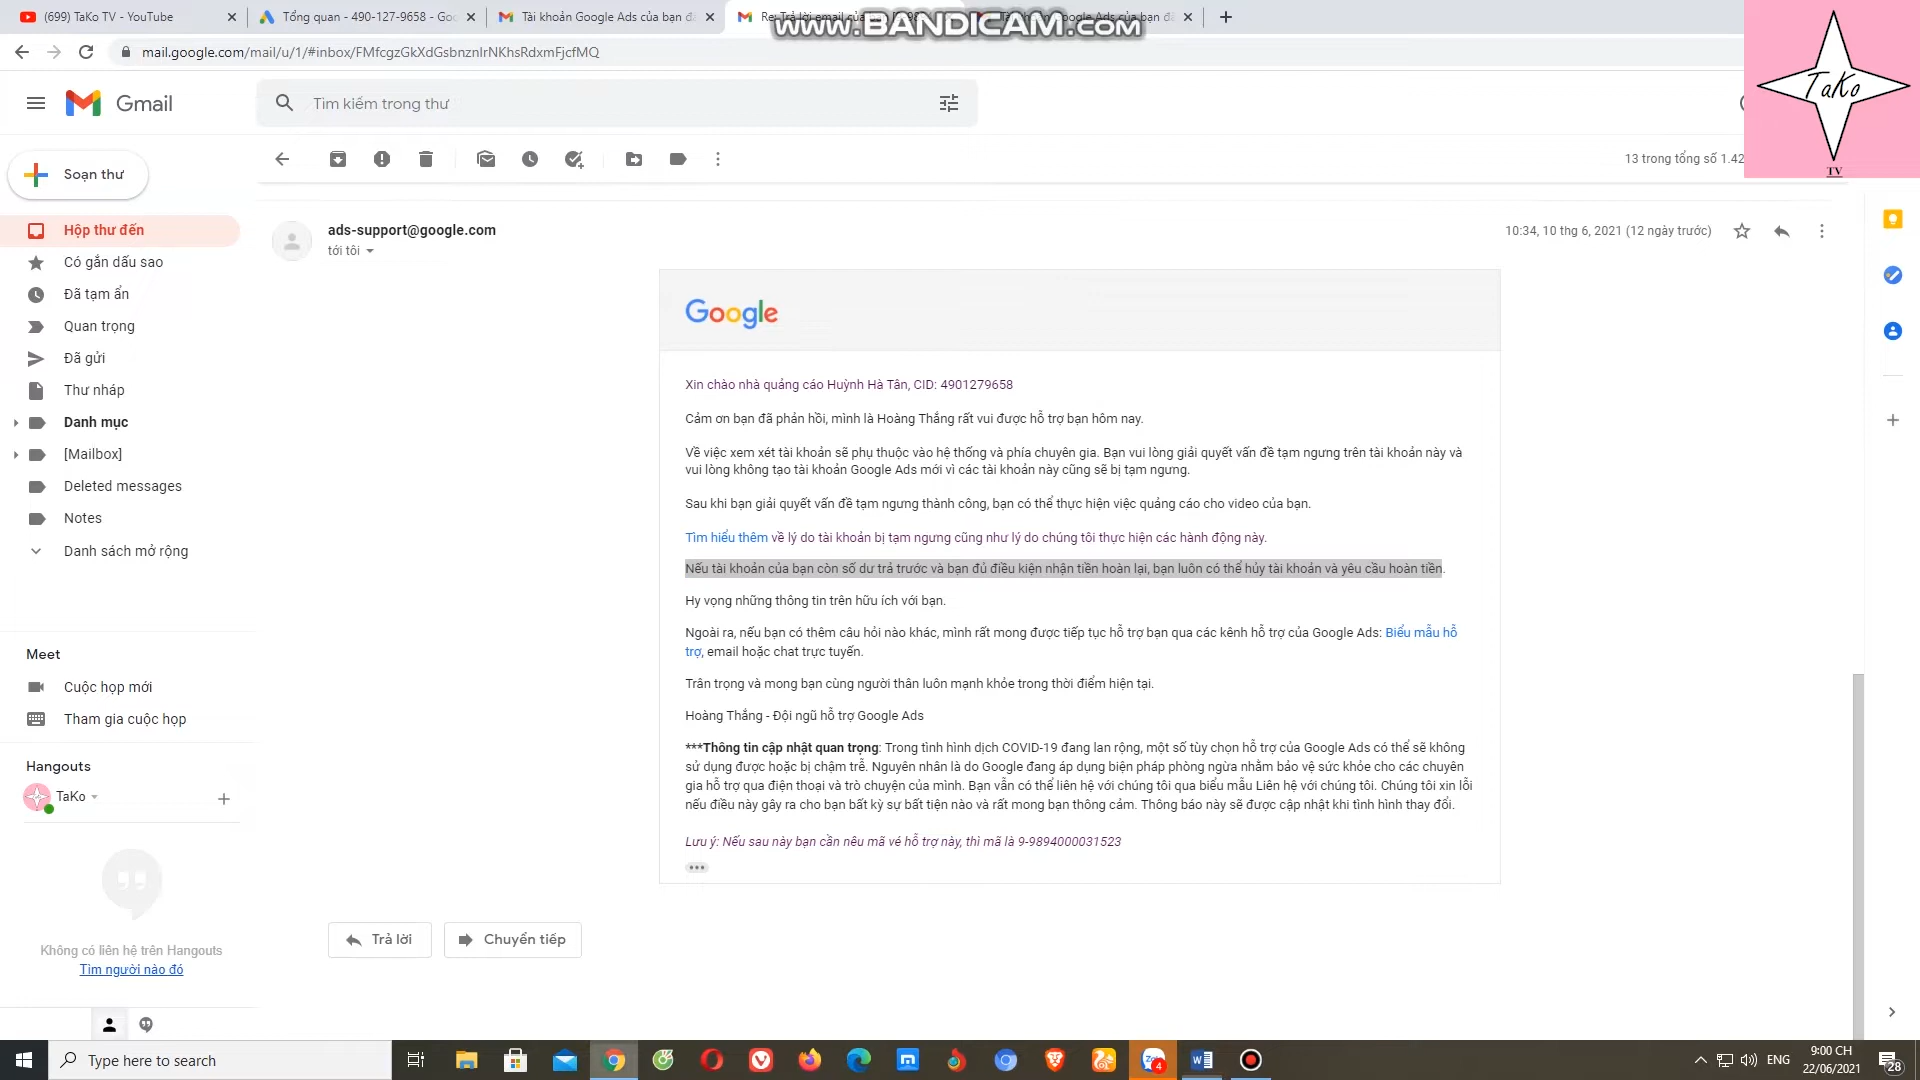 (699) TaKo TV - YouTube
Tổng quan - 490-127-9658 - Goo
Tài khoản Google Ads của bạn đa
Re: Trả lời email của bạn [9-98
Tài khoản Google Ads của bạn đa
www.BANDICAM.com
mail.google.com/mail/u/1/#inbox/FMfcgzGkXdGsbnznIrNKhsRdxmFjcfMQ
Gmail
Tìm kiếm trong thư
TaKo
TV
Soạn thư
13 trong tổng số 1.42
Hộp thư đến
Có gắn dấu sao
Đã tạm ẩn
Quan trọng
Đã gửi
Thư nháp
Danh mục
[Mailbox]
Deleted messages
Notes
Danh sách mở rộng
Meet
Cuộc họp mới
Tham gia cuộc họp
Hangouts
TaKo
Không có liên hệ trên Hangouts
Tìm người nào đó
ads-support@google.com
tới tôi
10:34, 10 thg 6, 2021 (12 ngày trước)
Google
Xin chào nhà quảng cáo Huỳnh Hà Tân, CID: 4901279658
Cảm ơn bạn đã phản hồi, mình là Hoàng Thắng rất vui được hỗ trợ bạn hôm nay.
Về việc xem xét tài khoản sẽ phụ thuộc vào hệ thống và phía chuyên gia. Bạn vui lòng giải quyết vấn đề tạm ngưng trên tài khoản này và
vui lòng không tạo tài khoản Google Ads mới vì các tài khoản này cũng sẽ bị tạm ngưng.
Sau khi bạn giải quyết vấn đề tạm ngưng thành công, bạn có thể thực hiện việc quảng cáo cho video của bạn.
Tìm hiểu thêm về lý do tài khoản bị tạm ngưng cũng như lý do chúng tôi thực hiện các hành động này.
Nếu tài khoản của bạn còn số dư trả trước và bạn đủ điều kiện nhận tiền hoàn lại, bạn luôn có thể hủy tài khoản và yêu cầu hoàn tiền.
Hy vọng những thông tin trên hữu ích với bạn.
Ngoài ra, nếu bạn có thêm câu hỏi nào khác, mình rất mong được tiếp tục hỗ trợ bạn qua các kênh hỗ trợ của Google Ads: Biểu mẫu hỗ
trợ, email hoặc chat trực tuyến.
Trân trọng và mong bạn cùng người thân luôn mạnh khỏe trong thời điểm hiện tại.
Hoàng Thắng - Đội ngũ hỗ trợ Google Ads
***Thông tin cập nhật quan trọng: Trong tình hình dịch COVID-19 đang lan rộng, một số tùy chọn hỗ trợ của Google Ads có thể sẽ không
sử dụng được hoặc bị chậm trễ. Nguyên nhân là do Google đang áp dụng biện pháp phòng ngừa nhằm bảo vệ sức khỏe cho các chuyên
gia hỗ trợ qua điện thoại và trò chuyện của mình. Bạn vẫn có thể liên hệ với chúng tôi qua biểu mẫu Liên hệ với chúng tôi. Chúng tôi xin lỗi
nếu điều này gây ra cho bạn bất kỳ sự bất tiện nào và rất mong bạn thông cảm. Thông báo này sẽ được cập nhật khi tình hình thay đổi.
Lưu ý: Nếu sau này bạn cần nêu mã vé hỗ trợ này, thì mã là 9-9894000031523
Trả lời
Chuyển tiếp
Type here to search
Zalo
4
ENG
9:00 CH
22/06/2021
28